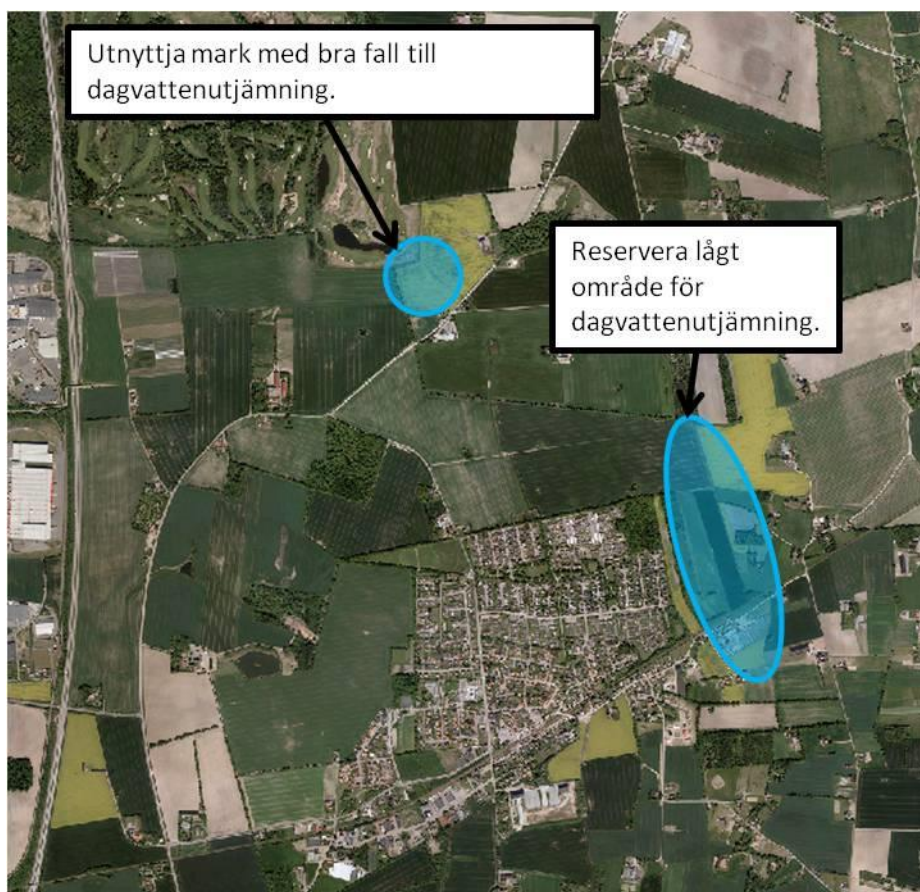 Utnyttja mark med bra fall till
dagvattenutjämning.
Reservera lågt
område för
dagvattenutjämning.